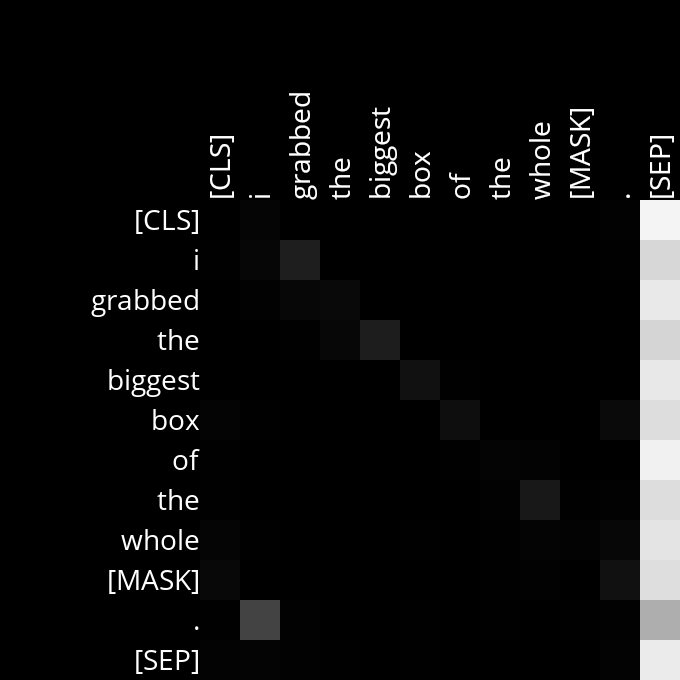 [CLS] i grabbed the biggest box of the whole [MASK] . [SEP]
[CLS]
i
grabbed
the
biggest
box
of
the
whole
[MASK]
.
[SEP]